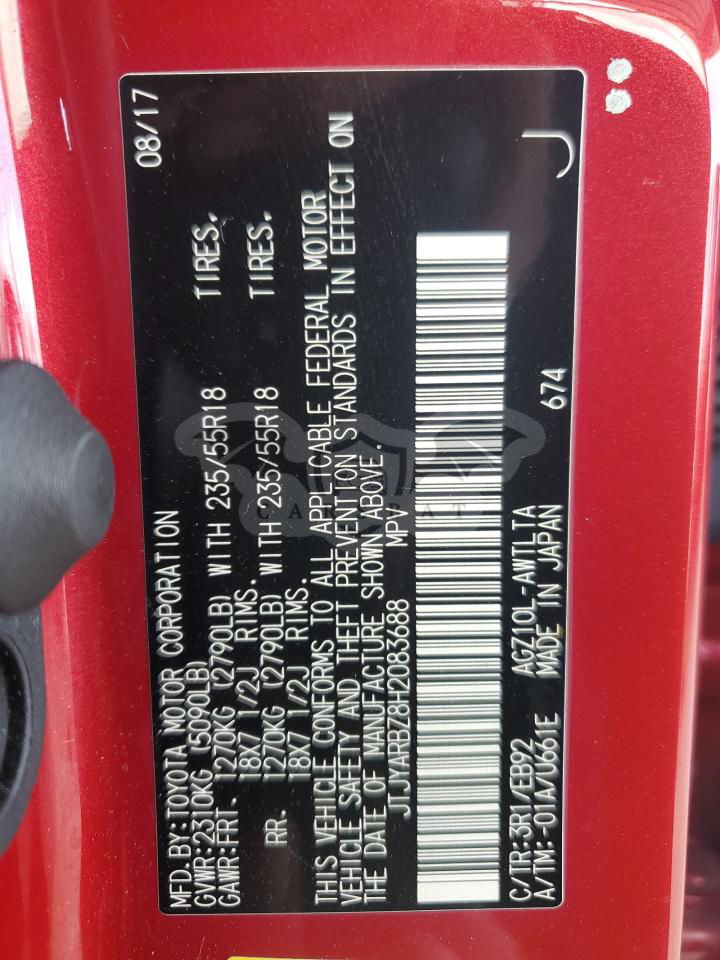 MFD.BY:TOYOTA MOTOR CORPORATION 08/17
GVWR:2310KG (5090LB)
GAWR:FRT. 1270KG (2790LB) WITH 235/55R18 TIRES.
18X7 1/2J RIMS.
RR. 1270KG (2790LB) WITH 235/55R18 TIRES.
18X7 1/2J RIMS.
THIS VEHICLE CONFORMS TO ALL APPLICABLE FEDERAL MOTOR
VEHICLE SAFETY AND THEFT PREVENTION STANDARDS IN EFFECT ON
THE DATE OF MANUFACTURE SHOWN ABOVE.
JTJYARBZ8H2083688 MPV
C/TR:3R1/EB92 AGZ10L-AWTLTA 674
A/TM:-01A/U661E MADE IN JAPAN
J